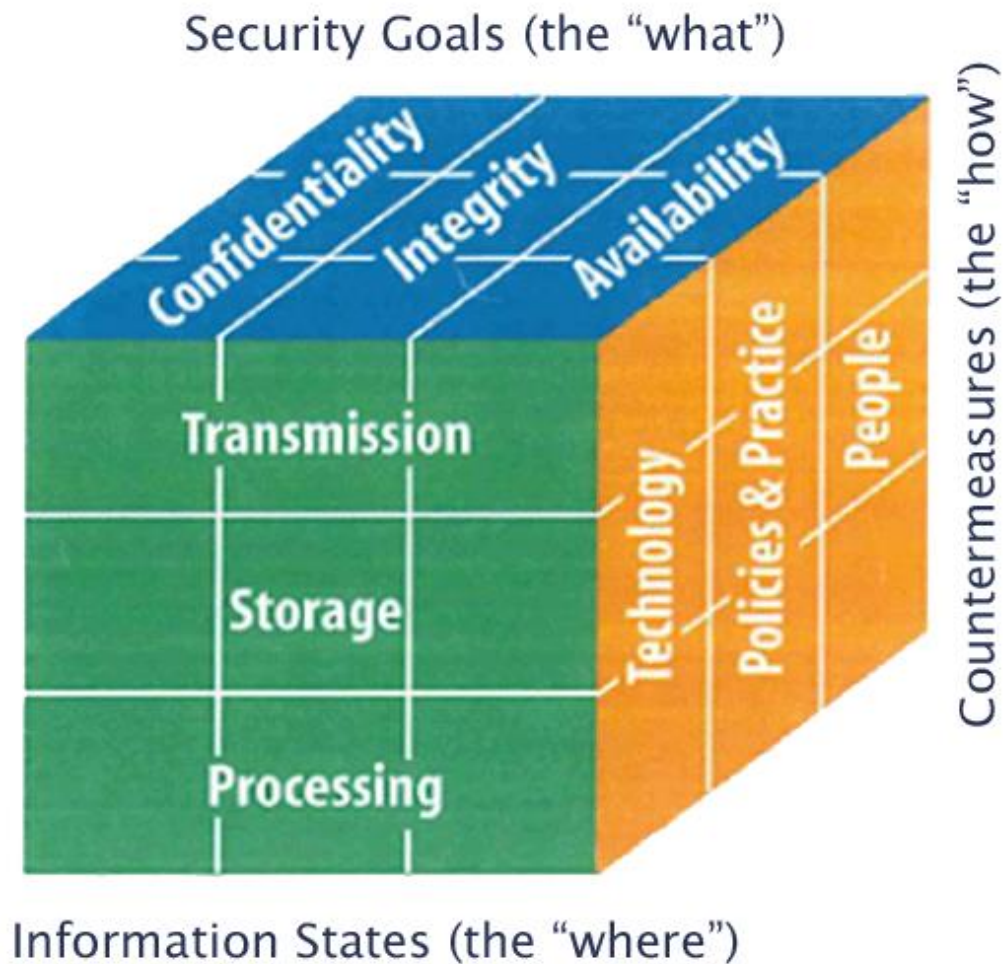 Security Goals (the “what”)
Confidentiality
Integrity
Availability
Transmission
Storage
Processing
Technology
Policies & Practice
People
Countermeasures (the “how”)
Information States (the “where”)